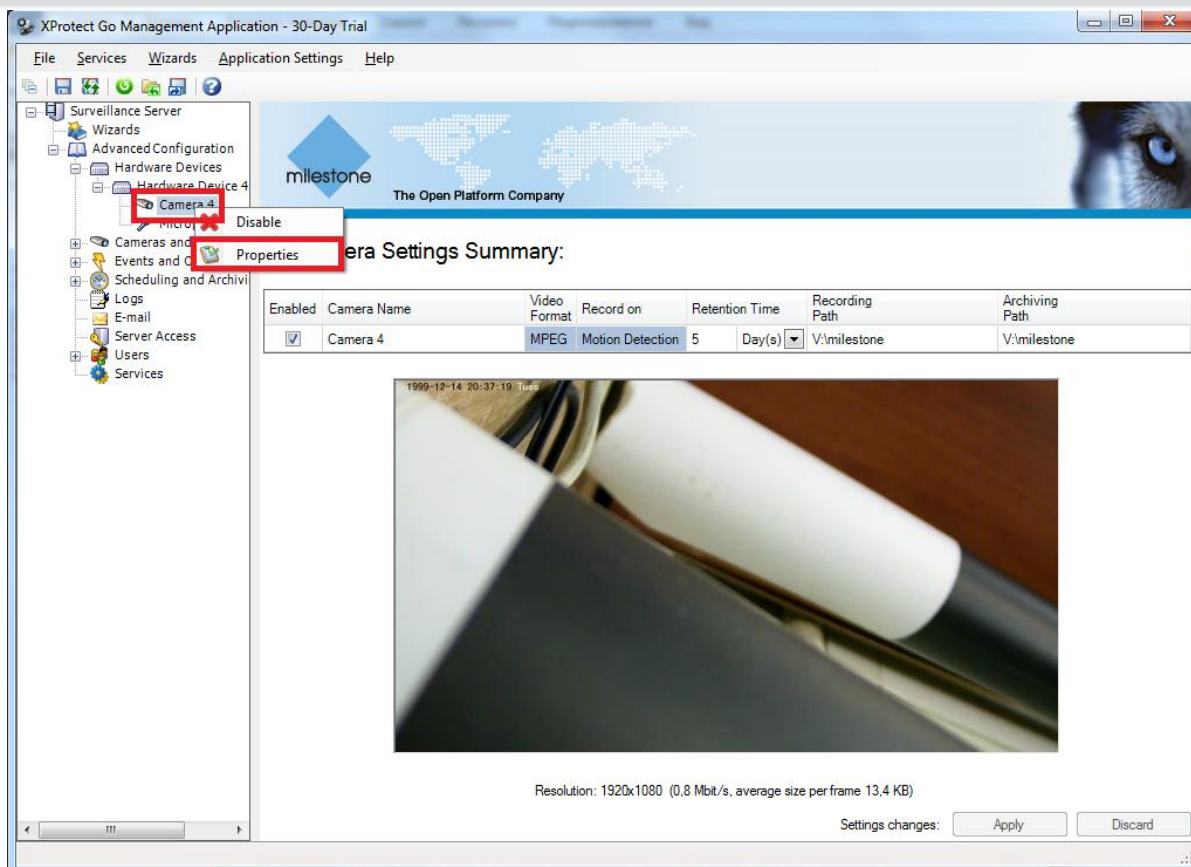 XProtect Go Management Application - 30-Day Trial
File Services Wizards Application Settings Help
Surveillance Server
Wizards
Advanced Configuration
Hardware Devices
Hardware Device 4
Camera 4
Disable
Properties
Cameras and
Events and O
Scheduling and Archivi
Logs
E-mail
Server Access
Users
Services
milestone
The Open Platform Company
era Settings Summary:
Enabled Camera Name Video Format Record on Retention Time Recording Path Archiving Path
Camera 4 MPEG Motion Detection 5 Day(s) V:\milestone V:\milestone
1999-12-14 20:37:19 Tues
Resolution: 1920x1080 (0,8 Mbit/s, average size per frame 13,4 KB)
Settings changes: Apply Discard